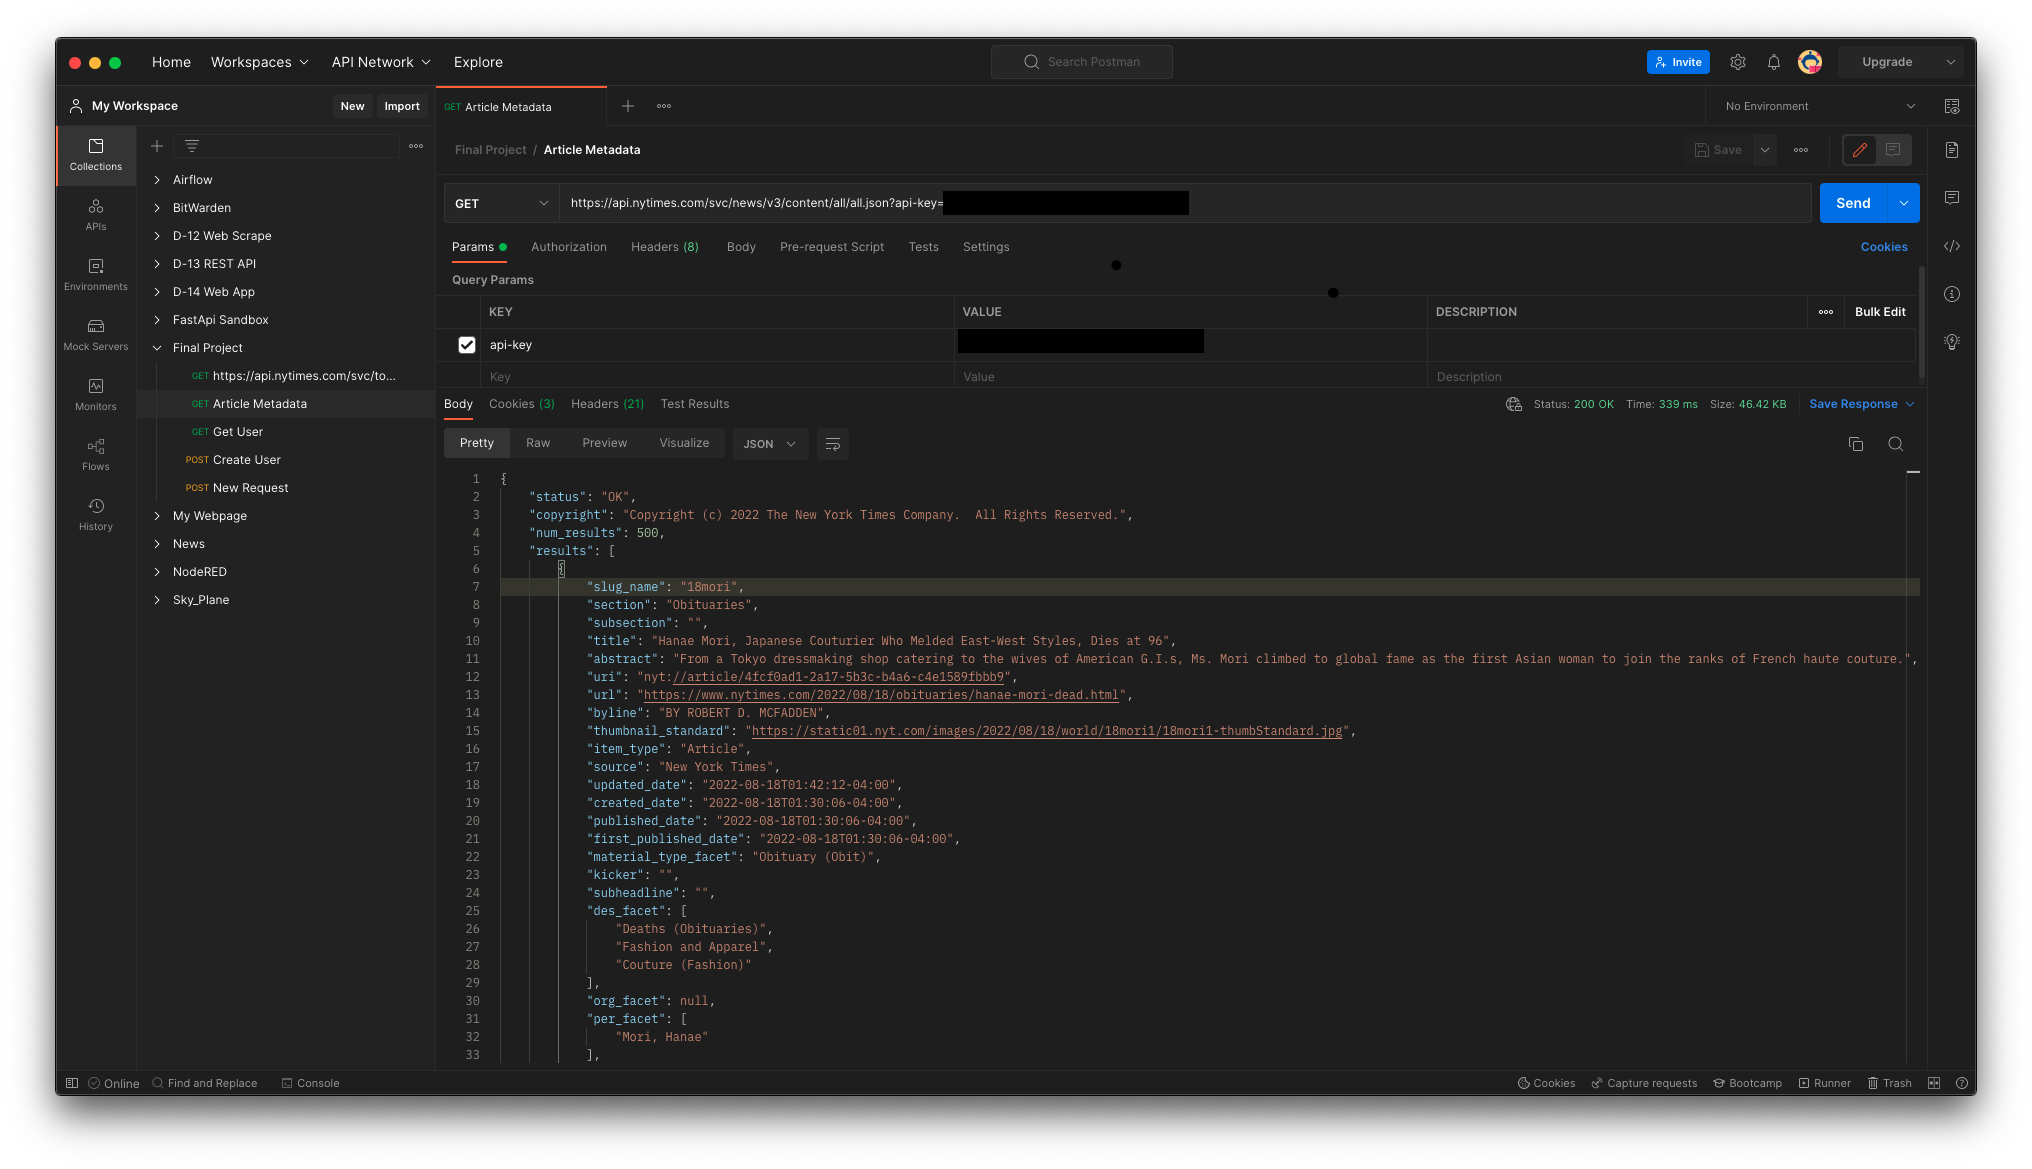 Home Workspaces API Network Explore Search Postman Invite Upgrade
My Workspace New Import GET Article Metadata No Environment
Collections
APIs
Environments
Mock Servers
Monitors
Flows
History
Airflow
BitWarden
D-12 Web Scrape
D-13 REST API
D-14 Web App
FastApi Sandbox
Final Project
GET https://api.nytimes.com/svc/to...
GET Article Metadata
GET Get User
POST Create User
POST New Request
My Webpage
News
NodeRED
Sky_Plane
Final Project / Article Metadata Save
GET https://api.nytimes.com/svc/news/v3/content/all/all.json?api-key= Send
Params Authorization Headers (8) Body Pre-request Script Tests Settings Cookies
Query Params
KEY VALUE DESCRIPTION Bulk Edit
api-key
Key Value Description
Body Cookies (3) Headers (21) Test Results Status: 200 OK Time: 339 ms Size: 46.42 KB Save Response
Pretty Raw Preview Visualize JSON
1 {
2 "status": "OK",
3 "copyright": "Copyright (c) 2022 The New York Times Company.  All Rights Reserved.",
4 "num_results": 500,
5 "results": [
6 {
7 "slug_name": "18mori",
8 "section": "Obituaries",
9 "subsection": "",
10 "title": "Hanae Mori, Japanese Couturier Who Melded East-West Styles, Dies at 96",
11 "abstract": "From a Tokyo dressmaking shop catering to the wives of American G.I.s, Ms. Mori climbed to global fame as the first Asian woman to join the ranks of French haute couture.",
12 "uri": "nyt://article/4fcf0ad1-2a17-5b3c-b4a6-c4e1589fbbb9",
13 "url": "https://www.nytimes.com/2022/08/18/obituaries/hanae-mori-dead.html",
14 "byline": "BY ROBERT D. MCFADDEN",
15 "thumbnail_standard": "https://static01.nyt.com/images/2022/08/18/world/18mori1/18mori1-thumbStandard.jpg",
16 "item_type": "Article",
17 "source": "New York Times",
18 "updated_date": "2022-08-18T01:42:12-04:00",
19 "created_date": "2022-08-18T01:30:06-04:00",
20 "published_date": "2022-08-18T01:30:06-04:00",
21 "first_published_date": "2022-08-18T01:30:06-04:00",
22 "material_type_facet": "Obituary (Obit)",
23 "kicker": "",
24 "subheadline": "",
25 "des_facet": [
26 "Deaths (Obituaries)",
27 "Fashion and Apparel",
28 "Couture (Fashion)"
29 ],
30 "org_facet": null,
31 "per_facet": [
32 "Mori, Hanae"
33 ],
Online Find and Replace Console Cookies Capture requests Bootcamp Runner Trash